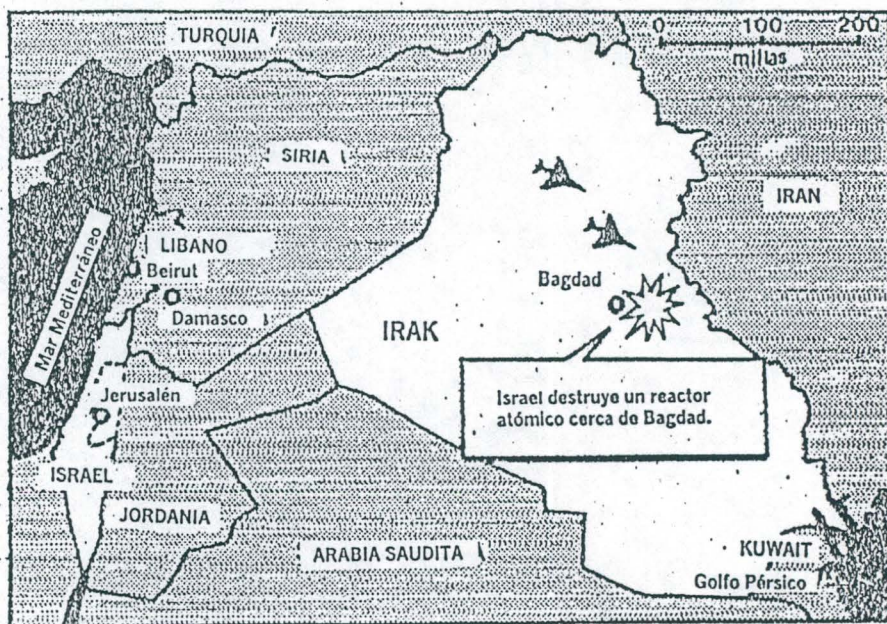 0 100 200
millas
TURQUIA
SIRIA
IRAN
Mar Mediterráneo
LIBANO
Beirut
Damasco
Bagdad
IRAK
Israel destruye un reactor
atómico cerca de Bagdad.
Jerusalén
ISRAEL
JORDANIA
ARABIA SAUDITA
KUWAIT
Golfo Pérsico